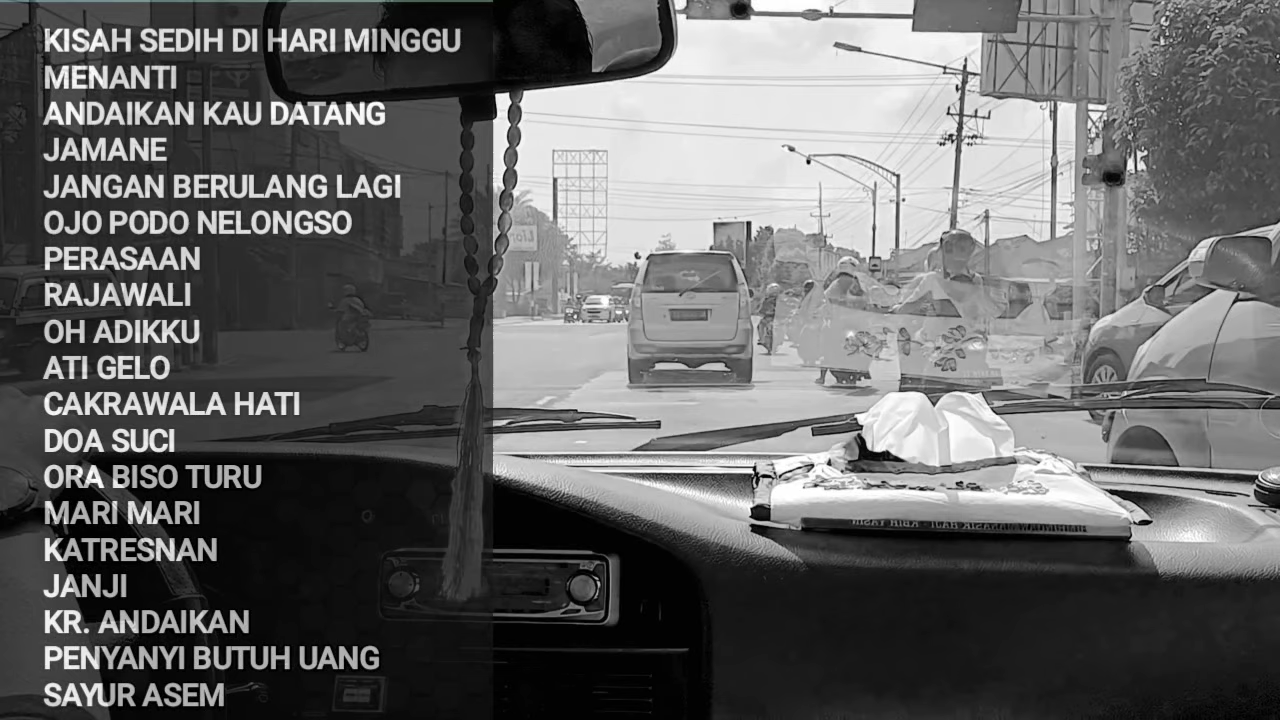 KISAH SEDIH DI HARI MINGGU
MENANTI
ANDAIKAN KAU DATANG
JAMANE
JANGAN BERULANG LAGI
OJO PODO NELONGSO
PERASAAN
RAJAWALI
OH ADIKKU
ATI GELO
CAKRAWALA HATI
DOA SUCI
ORA BISO TURU
MARI MARI
KATRESNAN
JANJI
KR. ANDAIKAN
PENYANYI BUTUH UANG
SAYUR ASEM